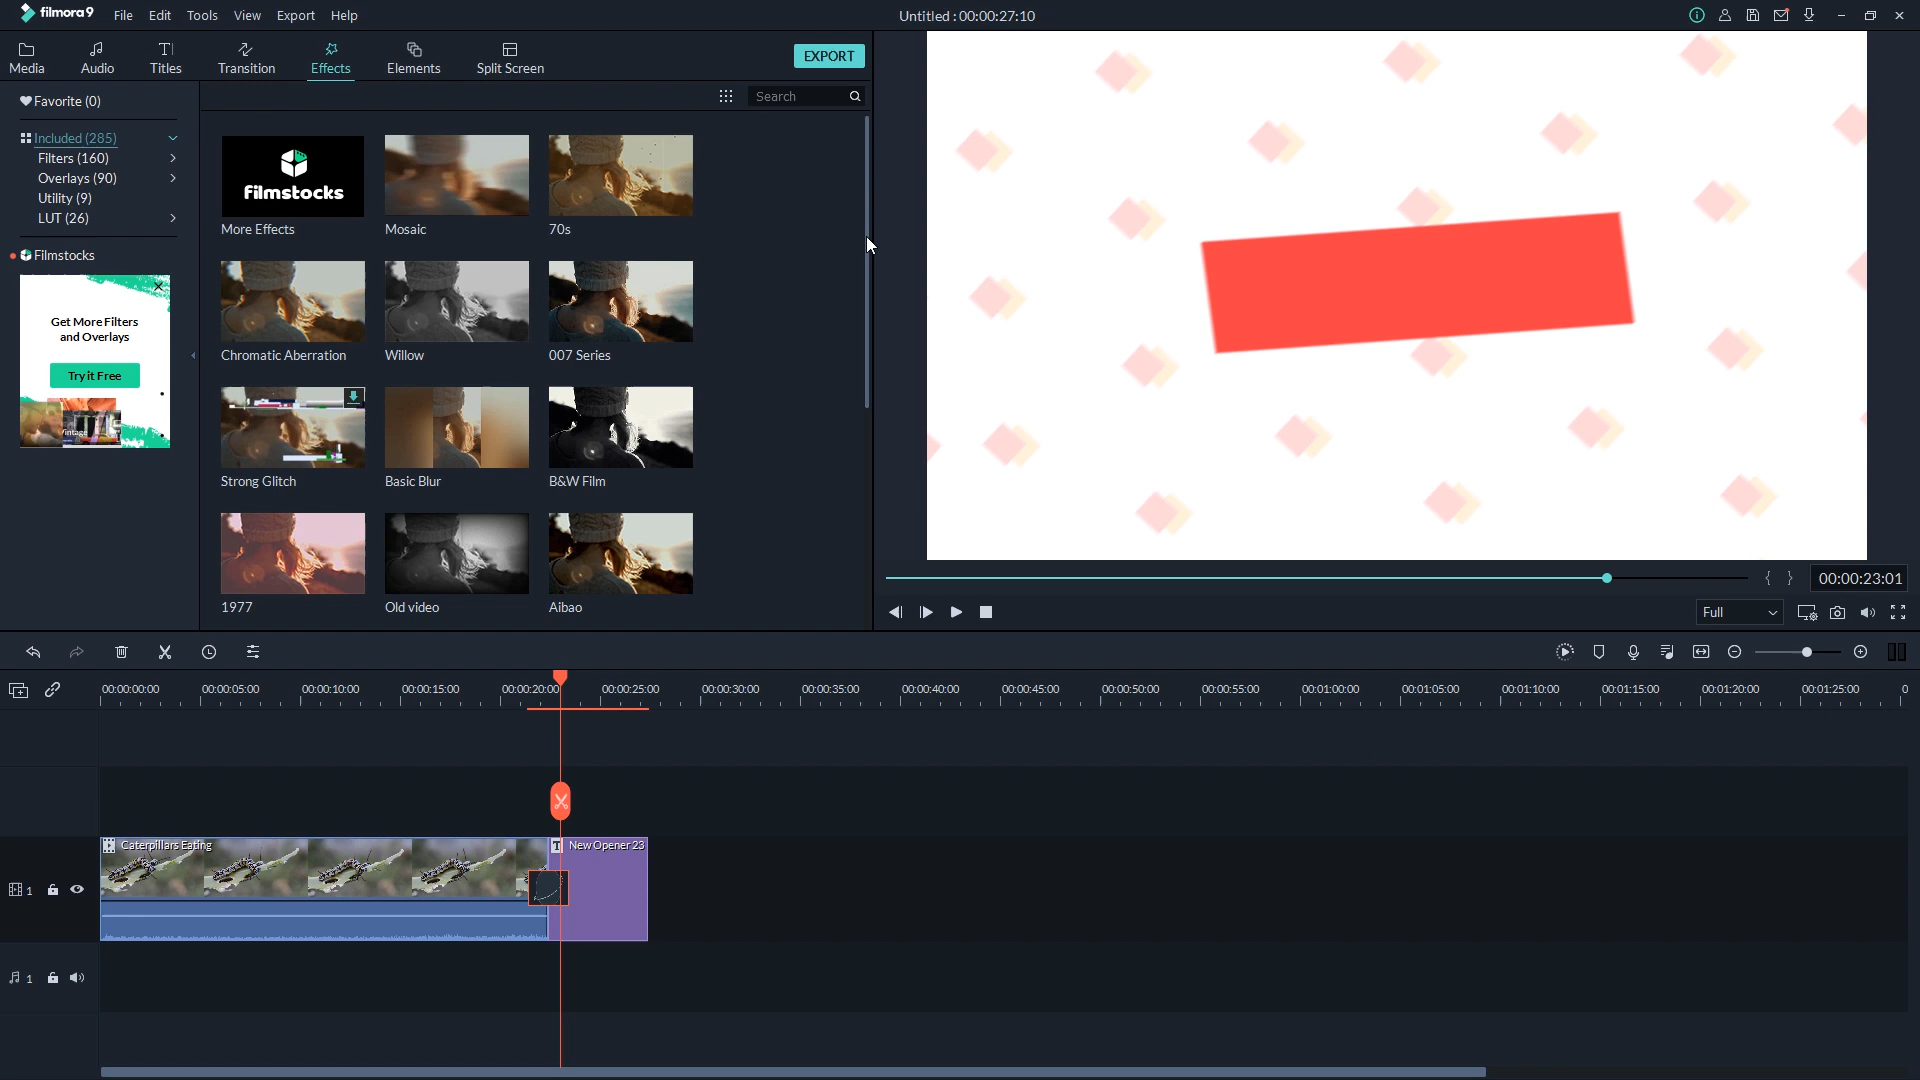 filmora9 File Edit Tools View Export Help Untitled : 00:00:27:10
Media Audio Titles Transition Effects Elements Split Screen EXPORT
Favorite (0)
Search
Included (285)
Filters (160)
Overlays (90)
Utility (9)
LUT (26)
Filmstocks
Get More Filters
and Overlays
Try it Free
filmstocks
More Effects Mosaic 70s
Chromatic Aberration Willow 007 Series
Strong Glitch Basic Blur B&W Film
1977 Old video Aibao
{ } 00:00:23:01
Full
00:00:00:00 00:00:05:00 00:00:10:00 00:00:15:00 00:00:20:00 00:00:25:00 00:00:30:00 00:00:35:00 00:00:40:00 00:00:45:00 00:00:50:00 00:00:55:00 00:01:00:00 00:01:05:00 00:01:10:00 00:01:15:00 00:01:20:00 00:01:25:00 0
Caterpillars Eating T New Opener 23
1
1